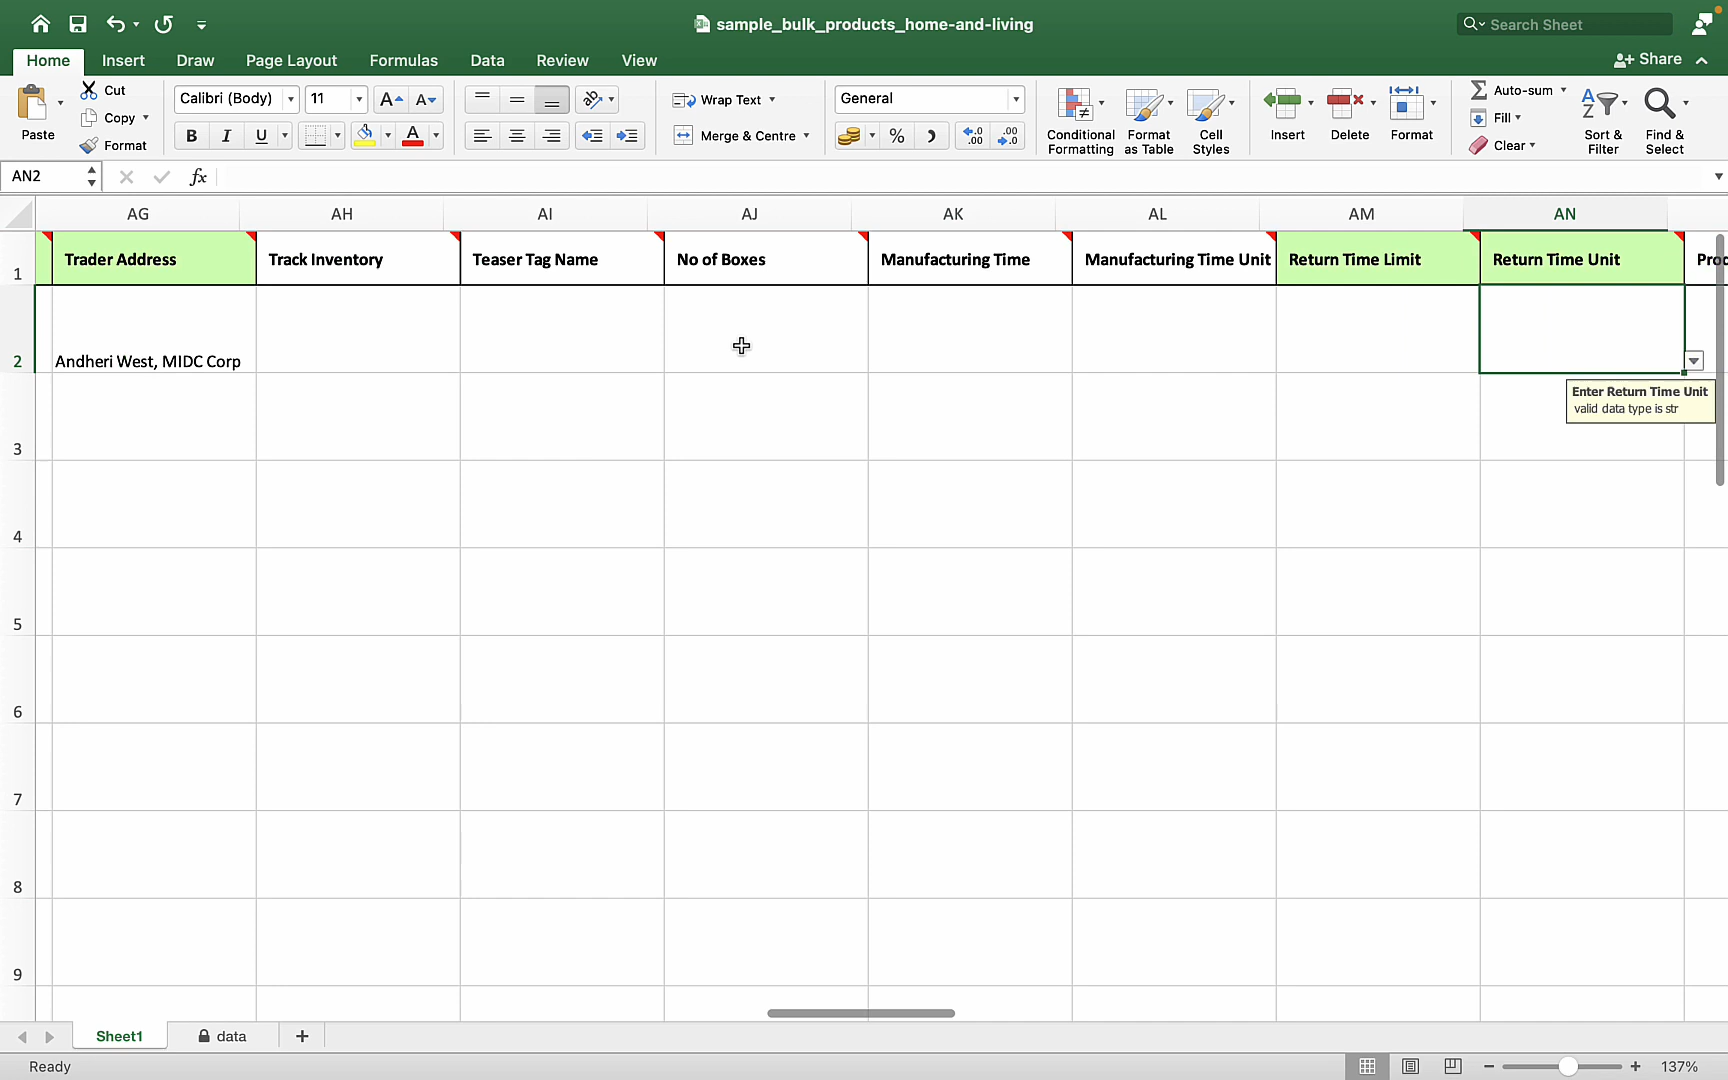 sample_bulk_products_home-and-living
Search Sheet
Home
Insert
Draw
Page Layout
Formulas
Data
Review
View
Share
Paste
Cut
Copy
Format
Calibri (Body)
11
B
I
U
Wrap Text
Merge & Centre
General
%
Conditional
Formatting
Format
as Table
Cell
Styles
Insert
Delete
Format
Auto-sum
Fill
Clear
Sort &
Filter
Find &
Select
AN2
fx
AG
AH
AI
AJ
AK
AL
AM
AN
1
Trader Address
Track Inventory
Teaser Tag Name
No of Boxes
Manufacturing Time
Manufacturing Time Unit
Return Time Limit
Return Time Unit
2
Andheri West, MIDC Corp
Enter Return Time Unit
valid data type is str
3
4
5
6
7
8
9
Sheet1
data
Ready
137%